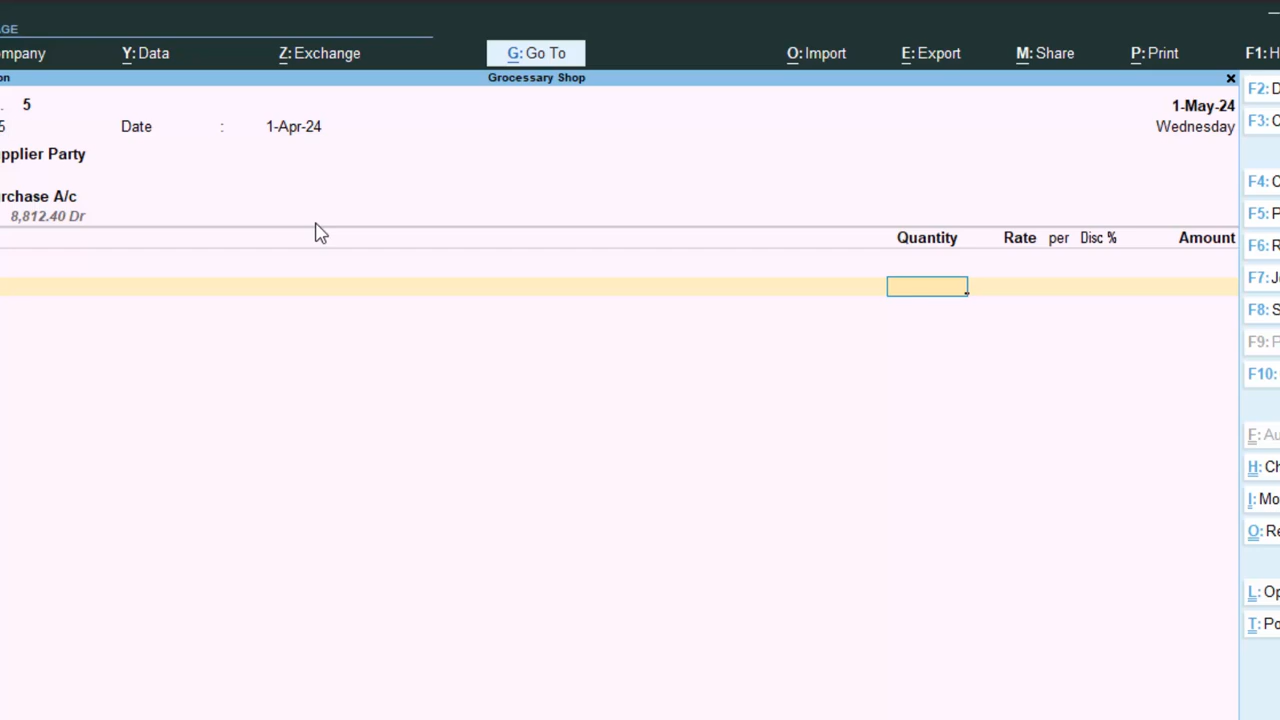 GE
mpany Y: Data Z: Exchange G: Go To O: Import E: Export M: Share P: Print F1: H
on Grocessary Shop
F2: D
. 5 1-May-24
F3: C
5 Date : 1-Apr-24 Wednesday
pplier Party
F4: C
rchase A/c
8,812.40 Dr
F5: P
Quantity Rate per Disc % Amount
F6: R
F7: J
F8: S
F9: P
F10:
F: Au
H: Ch
I: Mo
O: Re
L: Op
T: Po